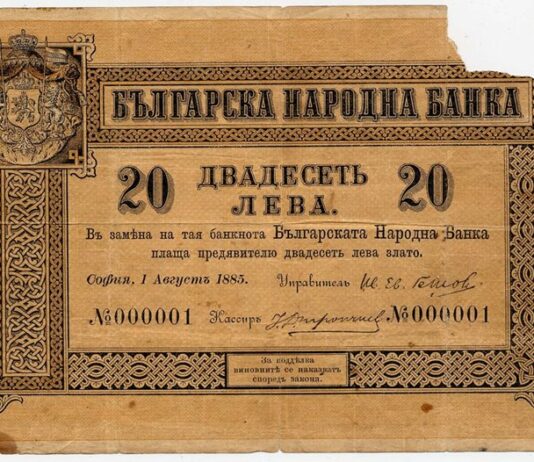 БЪЛГАРСКА НАРОДНА БАНКА
20 ДВАДЕСЕТЬ 20
ЛЕВА.
Въ замѣна на тая банкнота Българската Народна Банка
плаща предявителю двадесеть лева злато.
София, 1 Августъ 1885. Управитель
№000001 Кассиръ №000001
За поддѣлка
виновните се наказватъ
споредъ закона.